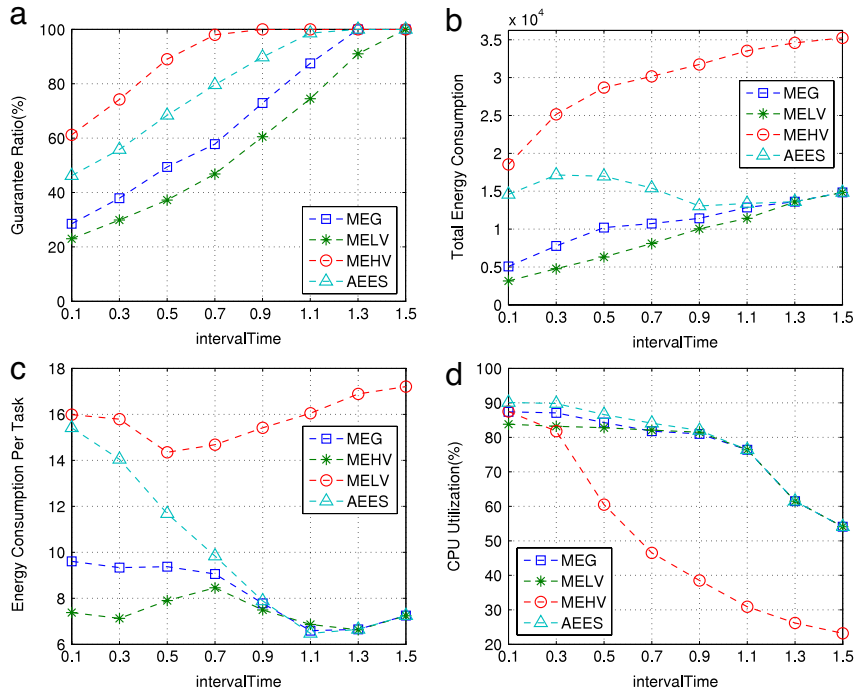 a
Guarantee Ratio(%)
100
80
60
40
20
0
0.1 0.3 0.5 0.7 0.9 1.1 1.3 1.5
intervalTime
MEG
MELV
MEHV
AEES
b
x 10^4
Total Energy Consumption
3.5
3
2.5
2
1.5
1
0.5
0
0.1 0.3 0.5 0.7 0.9 1.1 1.3 1.5
intervalTime
MEG
MELV
MEHV
AEES
c
Energy Consumption Per Task
18
16
14
12
10
8
6
0.1 0.3 0.5 0.7 0.9 1.1 1.3 1.5
intervalTime
MEG
MEHV
MELV
AEES
d
CPU Utilization(%)
100
90
80
70
60
50
40
30
20
0.1 0.3 0.5 0.7 0.9 1.1 1.3 1.5
intervalTime
MEG
MELV
MEHV
AEES